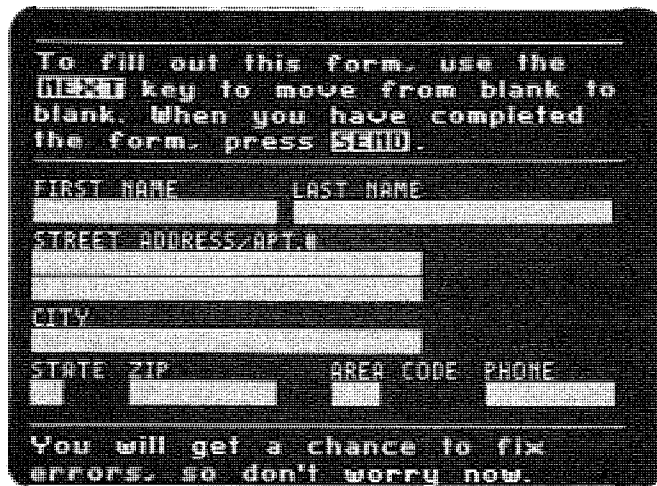 To fill out this form, use the
NEXT key to move from blank to
blank. When you have completed
the form, press SEND.
FIRST NAME LAST NAME
STREET ADDRESS/APT.#
CITY
STATE ZIP AREA CODE PHONE
You will get a chance to fix
errors, so don't worry now.